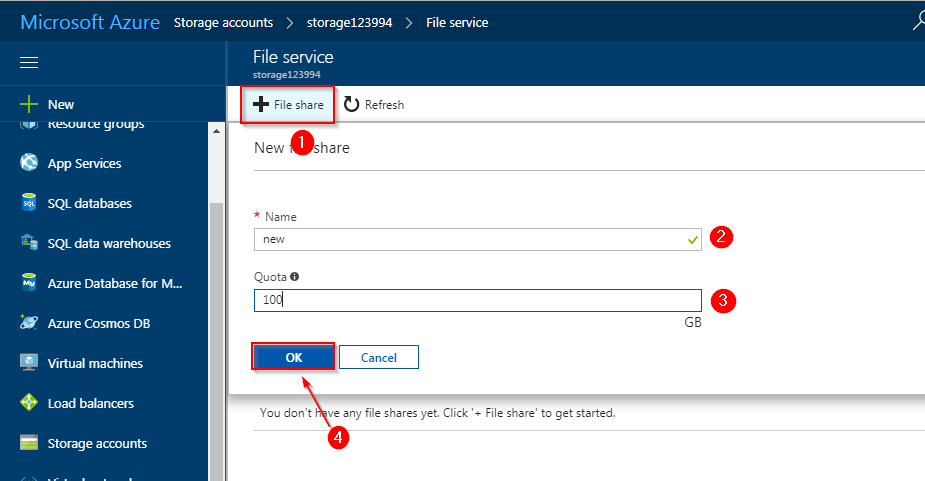 Microsoft Azure Storage accounts > storage123994 > File service
File service
storage123994
+ New
+ File share Refresh
1
Resource groups
New file share
App Services
SQL databases
* Name
new
2
SQL data warehouses
Quota
Azure Database for M...
100
3
GB
Azure Cosmos DB
OK Cancel
Virtual machines
Load balancers
You don't have any file shares yet. Click '+ File share' to get started.
4
Storage accounts